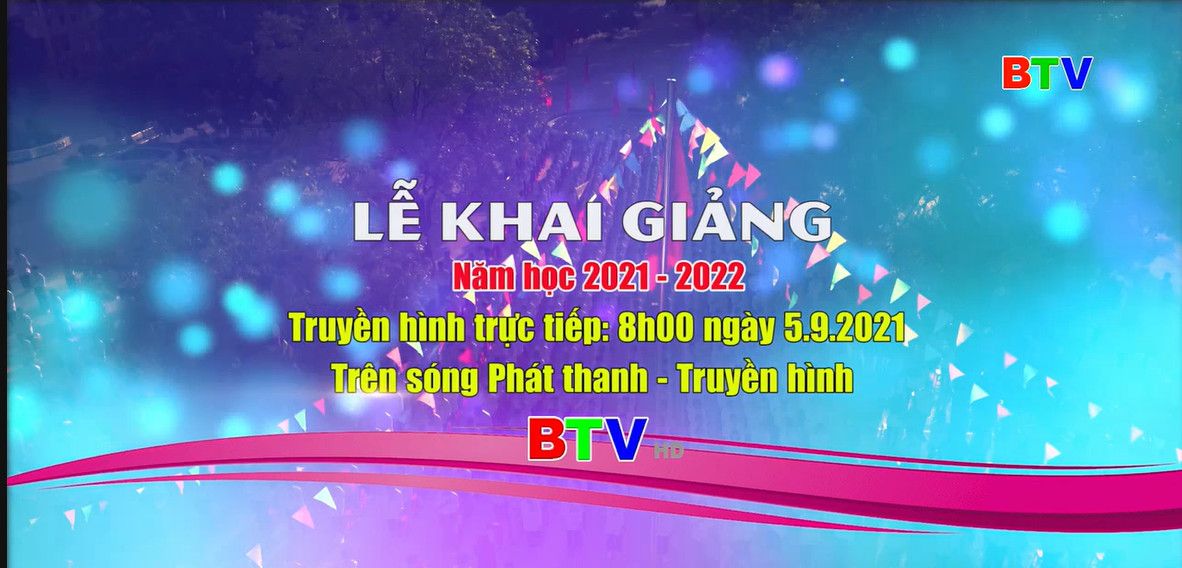 BTV
LỄ KHAI GIẢNG
Năm học 2021 - 2022
Truyền hình trực tiếp: 8h00 ngày 5.9.2021
Trên sóng Phát thanh - Truyền hình
BTV HD